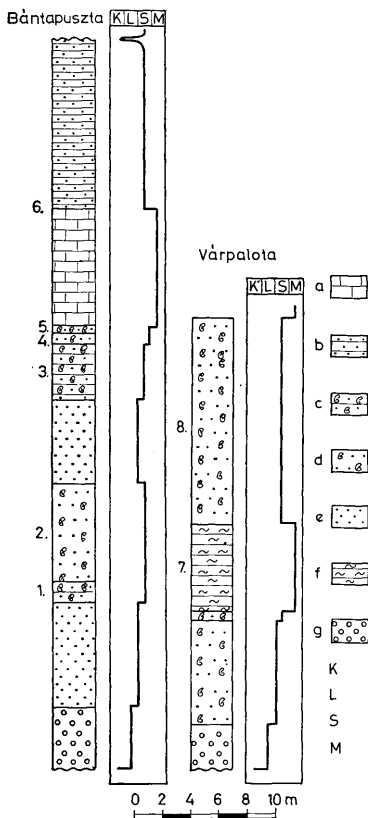 Bántapuszta
K L S M
6.
5.
4.
3.
2.
1.
Várpalota
K L S M
8.
7.
a
b
c
d
e
f
g
K
L
S
M
0 2 4 6 8 10 m